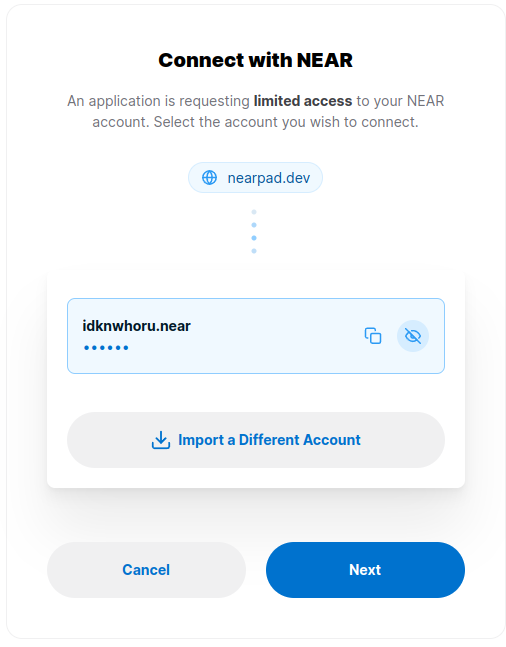 Connect with NEAR
An application is requesting limited access to your NEAR
account. Select the account you wish to connect.
nearpad.dev
idknwhoru.near
••••••
Import a Different Account
Cancel
Next